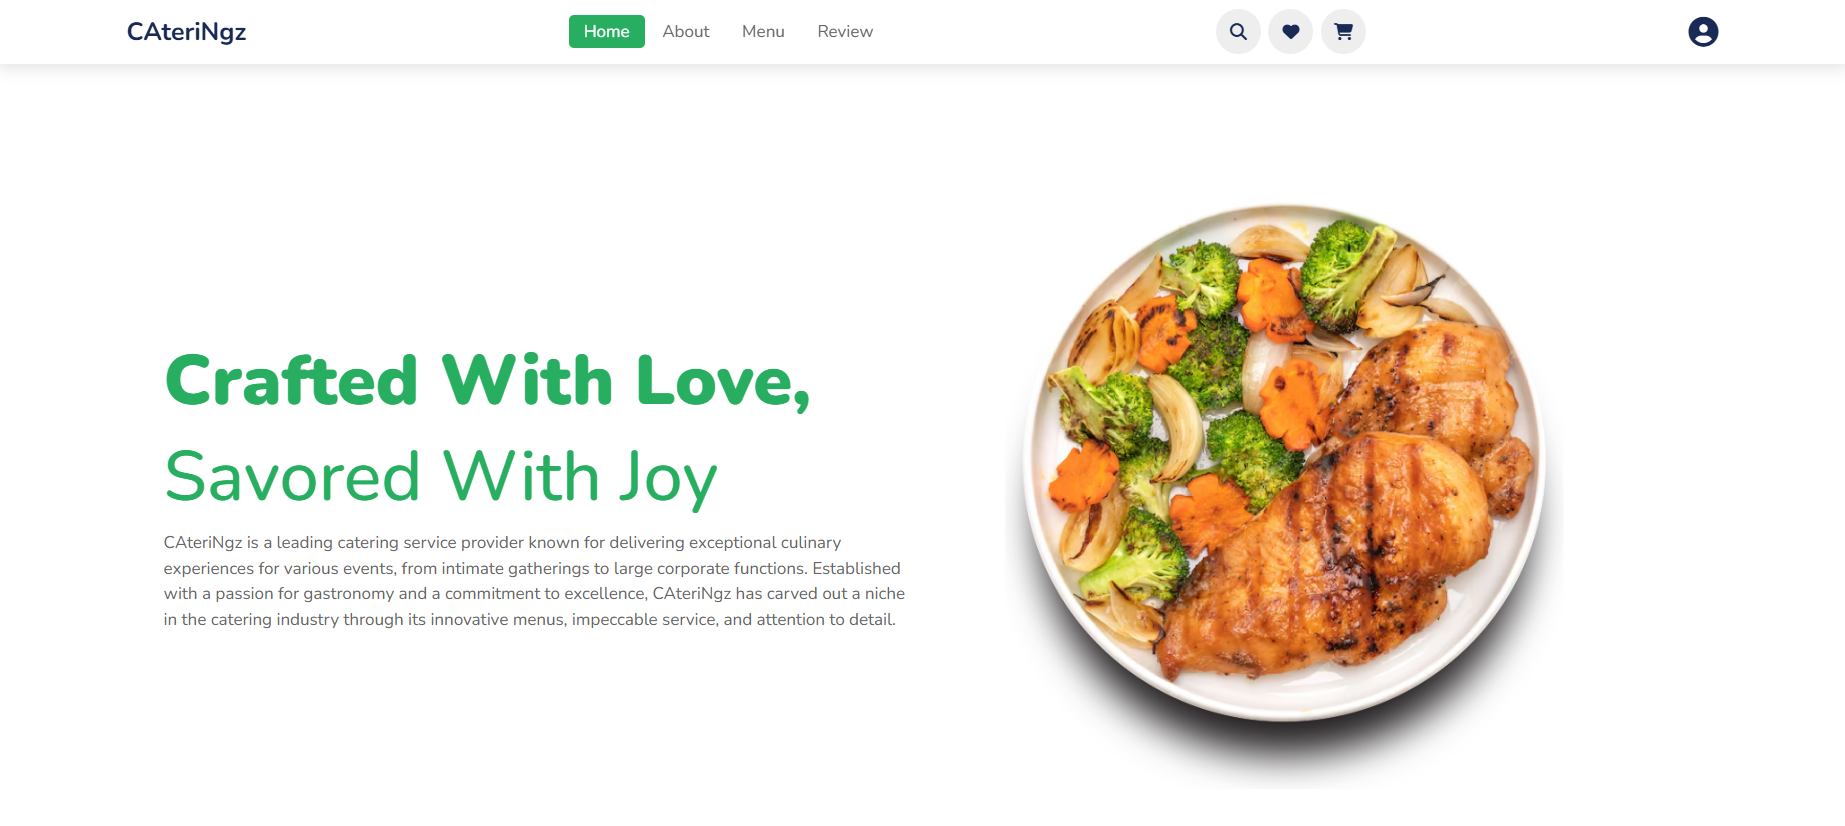 CAteriNgz
Home About Menu Review
Crafted With Love,
Savored With Joy
CAteriNgz is a leading catering service provider known for delivering exceptional culinary
experiences for various events, from intimate gatherings to large corporate functions. Established
with a passion for gastronomy and a commitment to excellence, CAteriNgz has carved out a niche
in the catering industry through its innovative menus, impeccable service, and attention to detail.